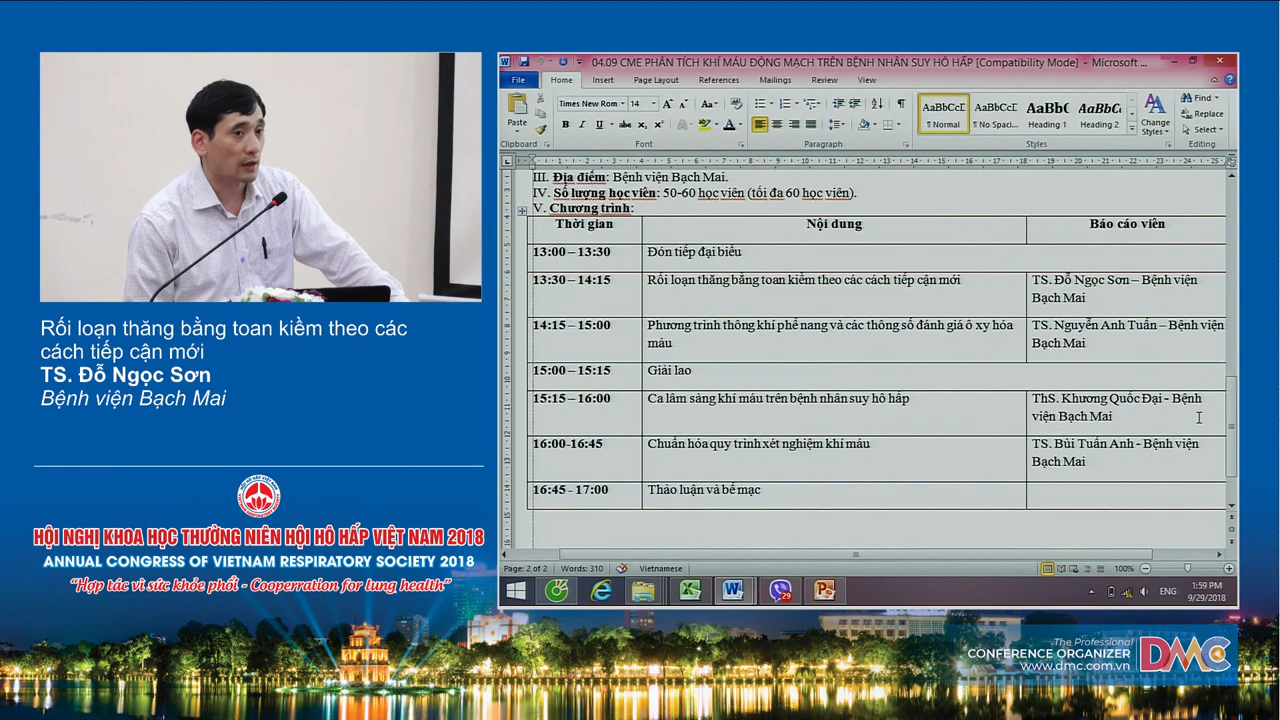 Rối loạn thăng bằng toan kiềm theo các
cách tiếp cận mới
TS. Đỗ Ngọc Sơn
Bệnh viện Bạch Mai
HỘI HÔ HẤP VIỆT NAM
HỘI NGHỊ KHOA HỌC THƯỜNG NIÊN HỘI HÔ HẤP VIỆT NAM 2018
ANNUAL CONGRESS OF VIETNAM RESPIRATORY SOCIETY 2018
“Hợp tác vì sức khỏe phổi - Cooperration for lung health”
04.09 CME PHÂN TÍCH KHÍ MÁU ĐỘNG MẠCH TRÊN BỆNH NHÂN SUY HÔ HẤP [Compatibility Mode] - Microsoft ...
File Home Insert Page Layout References Mailings Review View
Paste
Times New Rom 14
AaBbCcD AaBbCcD AaBbC AaBbC
¶ Normal ¶ No Spaci... Heading 1 Heading 2
Change Styles
Find
Replace
Select
Clipboard Font Paragraph Styles Editing
III. Địa điểm: Bệnh viện Bạch Mai.
IV. Số lượng học viên: 50-60 học viên (tối đa 60 học viên).
V. Chương trình:
Thời gian Nội dung Báo cáo viên
13:00 – 13:30 Đón tiếp đại biểu
13:30 – 14:15 Rối loạn thăng bằng toan kiềm theo các cách tiếp cận mới TS. Đỗ Ngọc Sơn – Bệnh viện
Bạch Mai
14:15 – 15:00 Phương trình thông khí phế nang và các thông số đánh giá ô xy hóa TS. Nguyễn Anh Tuấn – Bệnh viện
máu Bạch Mai
15:00 – 15:15 Giải lao
15:15 – 16:00 Ca lâm sàng khí máu trên bệnh nhân suy hô hấp ThS. Khương Quốc Đại - Bệnh
viện Bạch Mai
16:00-16:45 Chuẩn hóa quy trình xét nghiệm khí máu TS. Bùi Tuấn Anh - Bệnh viện
Bạch Mai
16:45 - 17:00 Thảo luận và bế mạc
Page: 2 of 2 Words: 310 Vietnamese 100%
29
ENG
1:59 PM
9/29/2018
The Professional
CONFERENCE ORGANIZER
www.dmc.com.vn
DMC